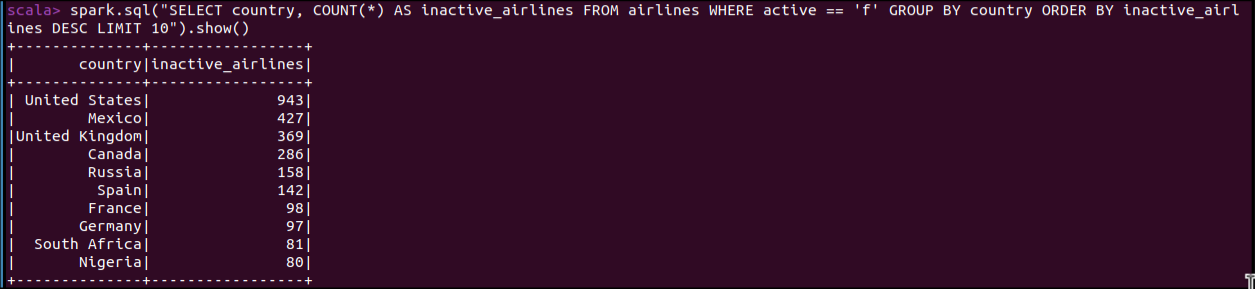 scala> spark.sql("SELECT country, COUNT(*) AS inactive_airlines FROM airlines WHERE active == 'f' GROUP BY country ORDER BY inactive_airl
ines DESC LIMIT 10").show()
+--------------+-----------------+
|       country|inactive_airlines|
+--------------+-----------------+
| United States|              943|
|        Mexico|              427|
|United Kingdom|              369|
|        Canada|              286|
|        Russia|              158|
|         Spain|              142|
|        France|               98|
|       Germany|               97|
|  South Africa|               81|
|       Nigeria|               80|
+--------------+-----------------+